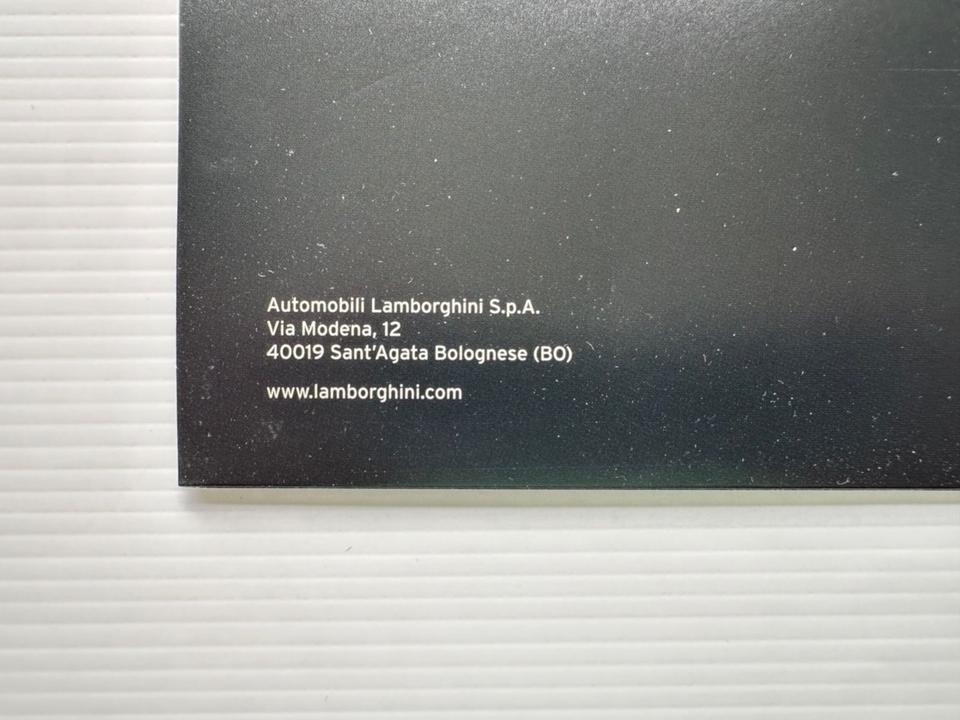 Automobili Lamborghini S.p.A.
Via Modena, 12
40019 Sant'Agata Bolognese (BO)
www.lamborghini.com